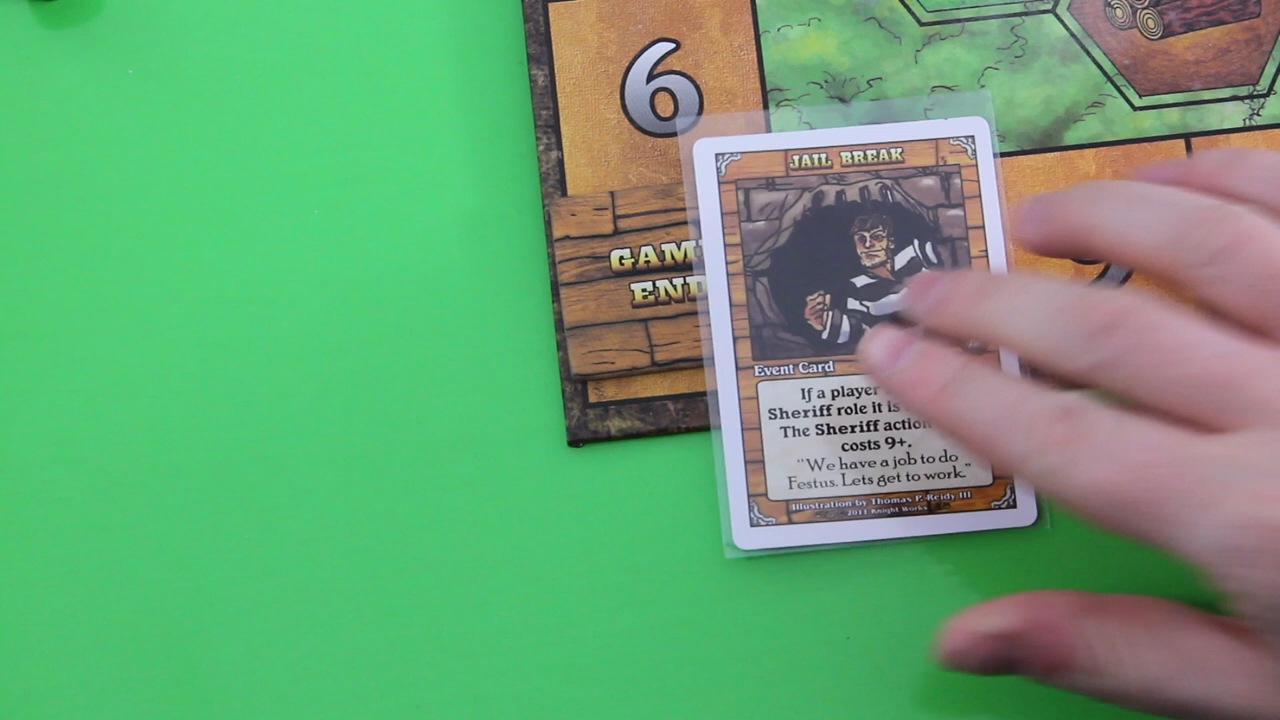 6
GAM
END
JAIL BREAK
Event Card
If a player
Sheriff role it is
The Sheriff action
costs 9+.
"We have a job to do
Festus. Lets get to work."
Illustration by Thomas P. Reidy III
2011 Knight Works